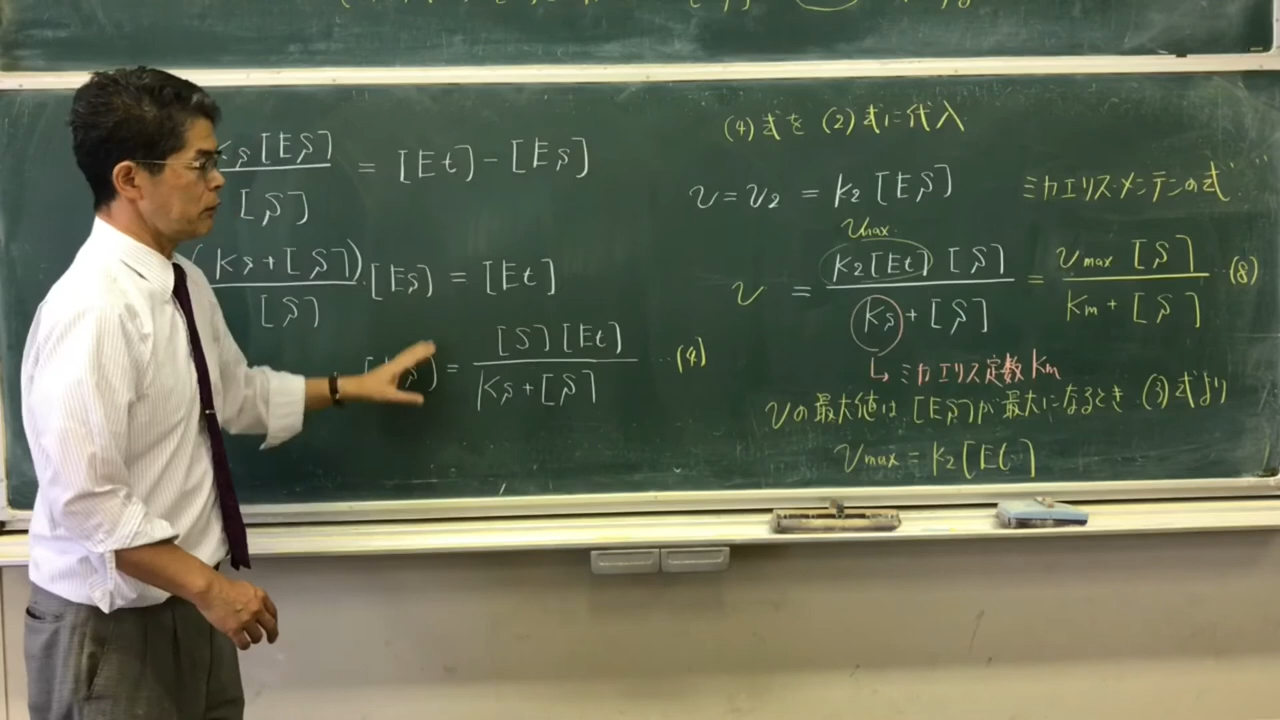 Ks[ES] / [S] = [Et] - [ES]
(Ks + [S]) / [S] · [ES] = [Et]
= [S][Et] / Ks + [S] … (4)
(4)式を(2)式に代入
v = v2 = k2[ES]
ミカエリス・メンテンの式
vmax
v = k2[Et][S] / Ks + [S] = vmax[S] / Km + [S] … (8)
↳ ミカエリス定数 Km
vの最大値は[ES]が最大になるとき (3)式より
vmax = k2[Et]